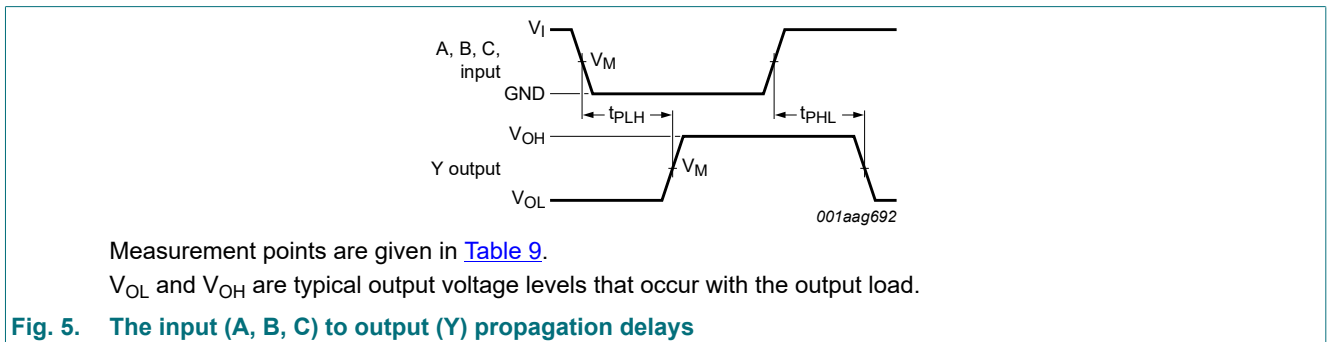 V_I
A, B, C,
input
V_M
GND
t_PLH
t_PHL
V_OH
Y output
V_M
V_OL
001aag692
Measurement points are given in Table 9.
V_OL and V_OH are typical output voltage levels that occur with the output load.
Fig. 5. The input (A, B, C) to output (Y) propagation delays